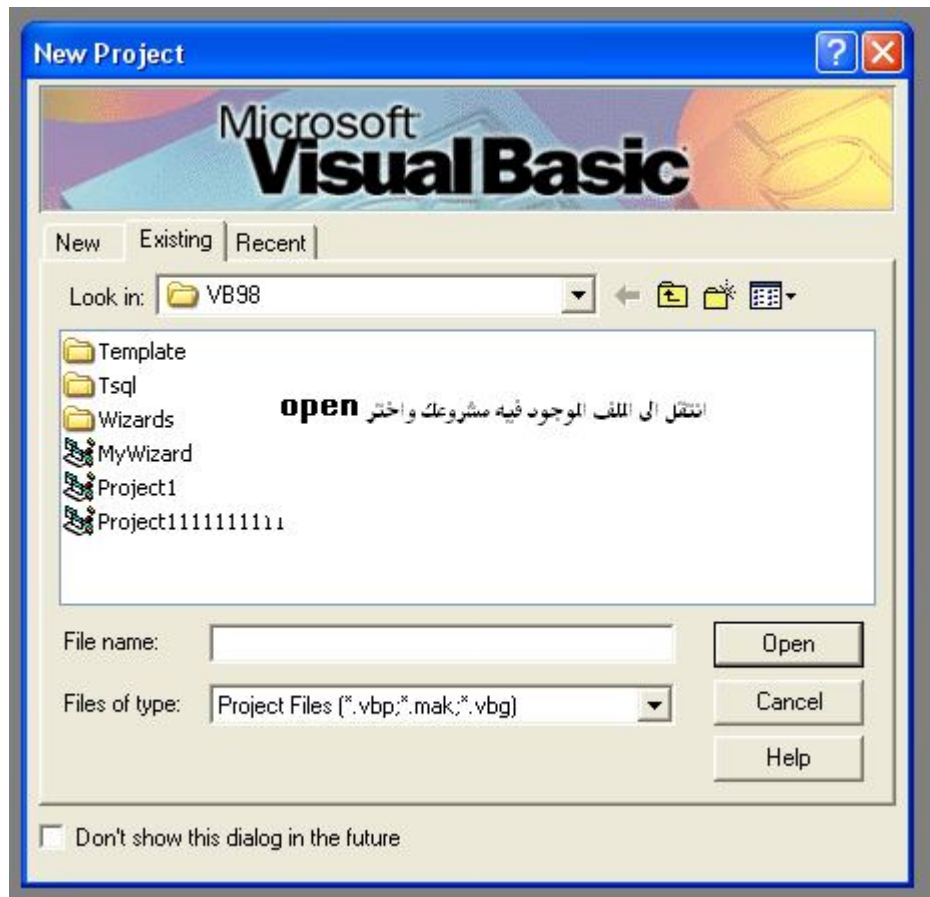 New Project
Microsoft
Visual Basic
New Existing Recent
Look in: VB98
Template
Tsql
Wizards
MyWizard
Project1
انتقل الى الملف الموجود فيه مشروعك واختر open
File name:
Open
Files of type: Project Files (*.vbp;*.mak;*.vbg)
Cancel
Help
Don't show this dialog in the future